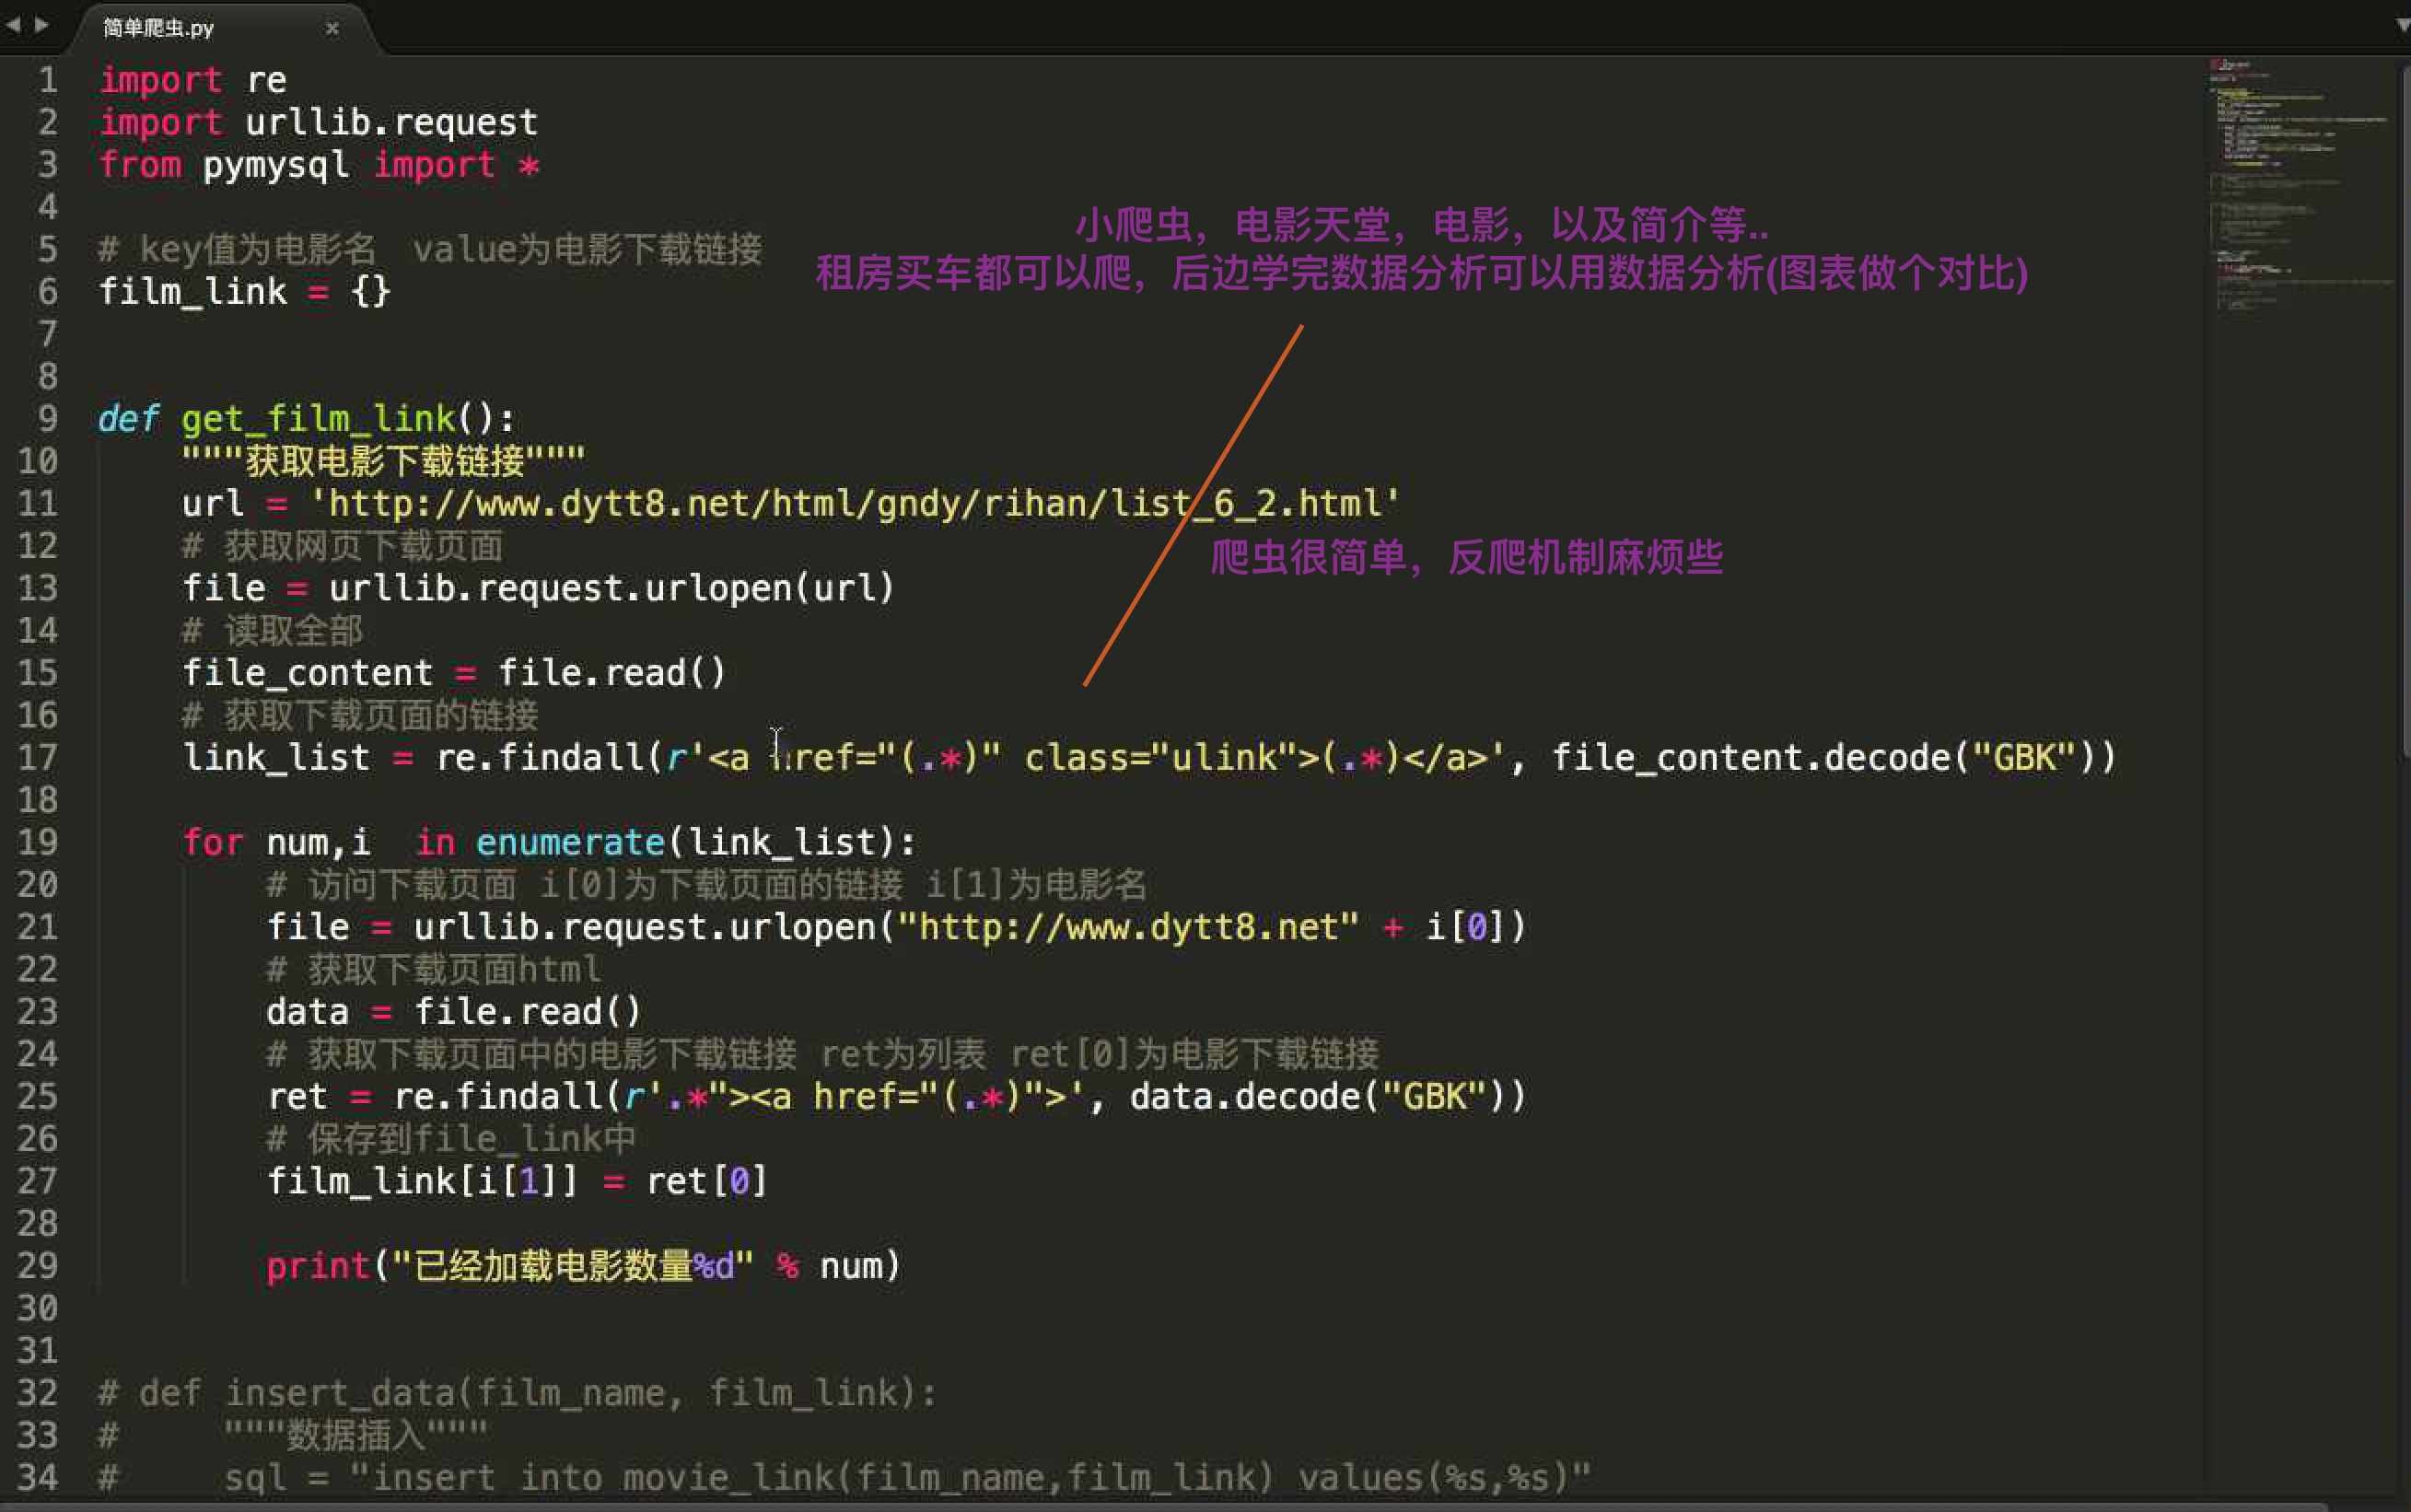 简单爬虫.py
1 import re
2 import urllib.request
3 from pymysql import *
4
小爬虫，电影天堂，电影，以及简介等..
5 # key值为电影名  value为电影下载链接
租房买车都可以爬，后边学完数据分析可以用数据分析(图表做个对比)
6 film_link = {}
7
8
9 def get_film_link():
10     """获取电影下载链接"""
11     url = 'http://www.dytt8.net/html/gndy/rihan/list_6_2.html'
12     # 获取网页下载页面
爬虫很简单，反爬机制麻烦些
13     file = urllib.request.urlopen(url)
14     # 读取全部
15     file_content = file.read()
16     # 获取下载页面的链接
17     link_list = re.findall(r'<a href="(.*)" class="ulink">(.*)</a>', file_content.decode("GBK"))
18
19     for num,i  in enumerate(link_list):
20         # 访问下载页面 i[0]为下载页面的链接 i[1]为电影名
21         file = urllib.request.urlopen("http://www.dytt8.net" + i[0])
22         # 获取下载页面html
23         data = file.read()
24         # 获取下载页面中的电影下载链接 ret为列表 ret[0]为电影下载链接
25         ret = re.findall(r'.*"><a href="(.*)">', data.decode("GBK"))
26         # 保存到file_link中
27         film_link[i[1]] = ret[0]
28
29         print("已经加载电影数量%d" % num)
30
31
32 # def insert_data(film_name, film_link):
33 #     """数据插入"""
34 #     sql = "insert into movie_link(film_name,film_link) values(%s,%s)"